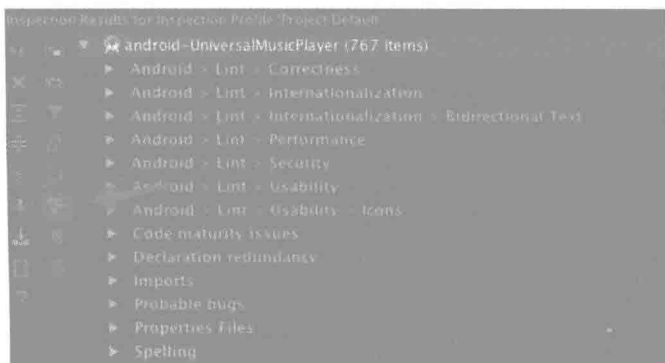 Inspection Results for Inspection Profile 'Project Default'
android-UniversalMusicPlayer (767 items)
Android > Lint > Correctness
Android > Lint > Internationalization
Android > Lint > Internationalization > Bidirectional Text
Android > Lint > Performance
Android > Lint > Security
Android > Lint > Usability
Android > Lint > Usability > Icons
Code maturity issues
Declaration redundancy
Imports
Probable bugs
Properties Files
Spelling